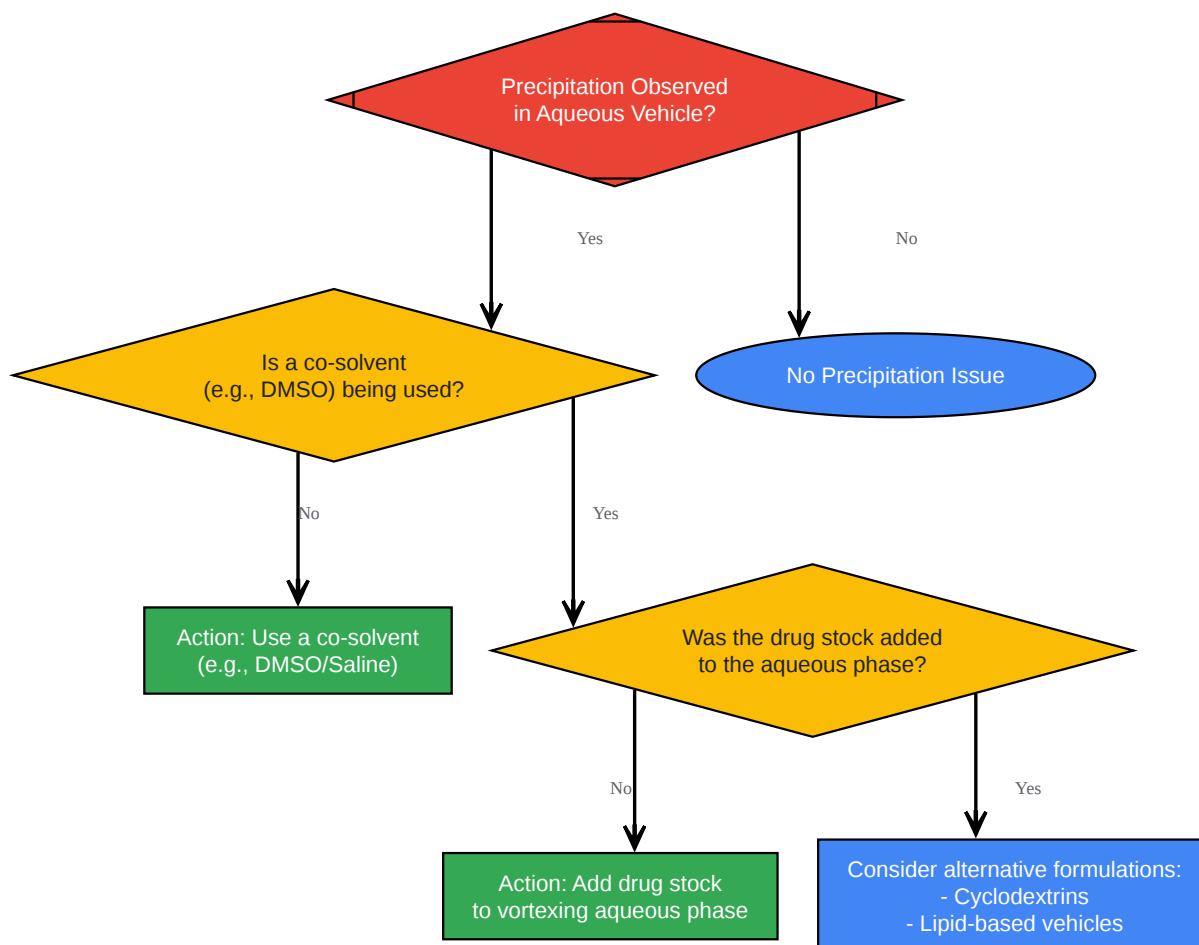 Precipitation Observed
in Aqueous Vehicle?
Yes
No
Is a co-solvent
(e.g., DMSO) being used?
No Precipitation Issue
No
Yes
Action: Use a co-solvent
(e.g., DMSO/Saline)
Was the drug stock added
to the aqueous phase?
No
Yes
Action: Add drug stock
to vortexing aqueous phase
Consider alternative formulations:
- Cyclodextrins
- Lipid-based vehicles